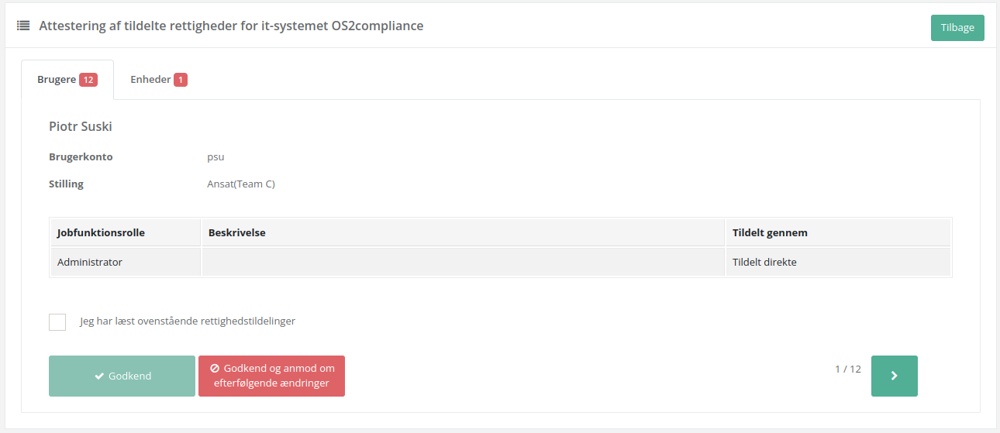 Attestering af tildelte rettigheder for it-systemet OS2compliance
Tilbage
Brugere 12
Enheder 1
Piotr Suski
Brugerkonto psu
Stilling Ansat(Team C)
Jobfunktionsrolle Beskrivelse Tildelt gennem
Administrator Tildelt direkte
Jeg har læst ovenstående rettighedstildelinger
Godkend
Godkend og anmod om
efterfølgende ændringer
1 / 12